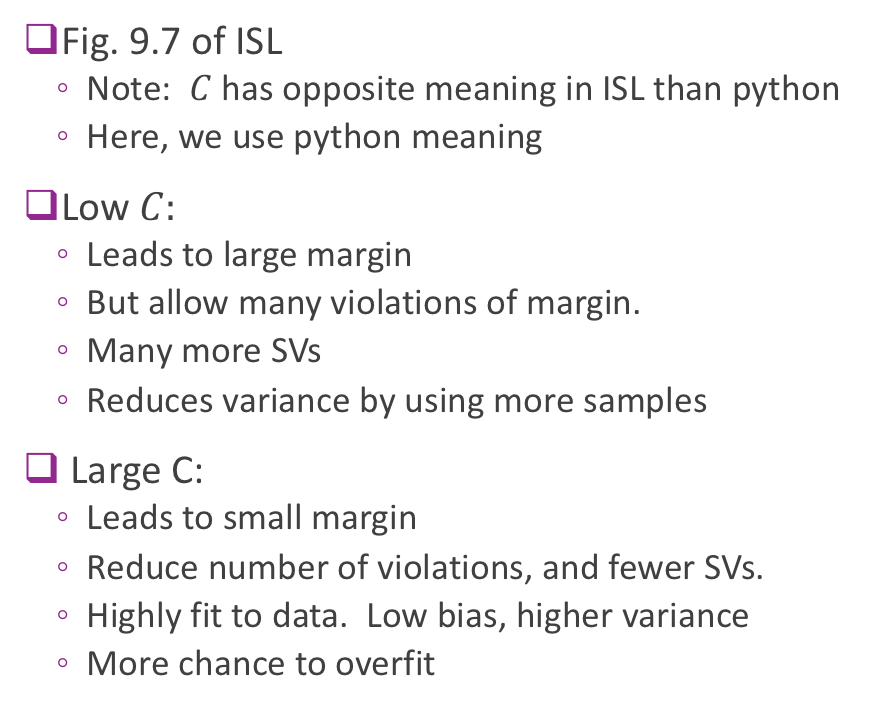 Fig. 9.7 of ISL
Note: C has opposite meaning in ISL than python
Here, we use python meaning
Low C:
Leads to large margin
But allow many violations of margin.
Many more SVs
Reduces variance by using more samples
Large C:
Leads to small margin
Reduce number of violations, and fewer SVs.
Highly fit to data. Low bias, higher variance
More chance to overfit